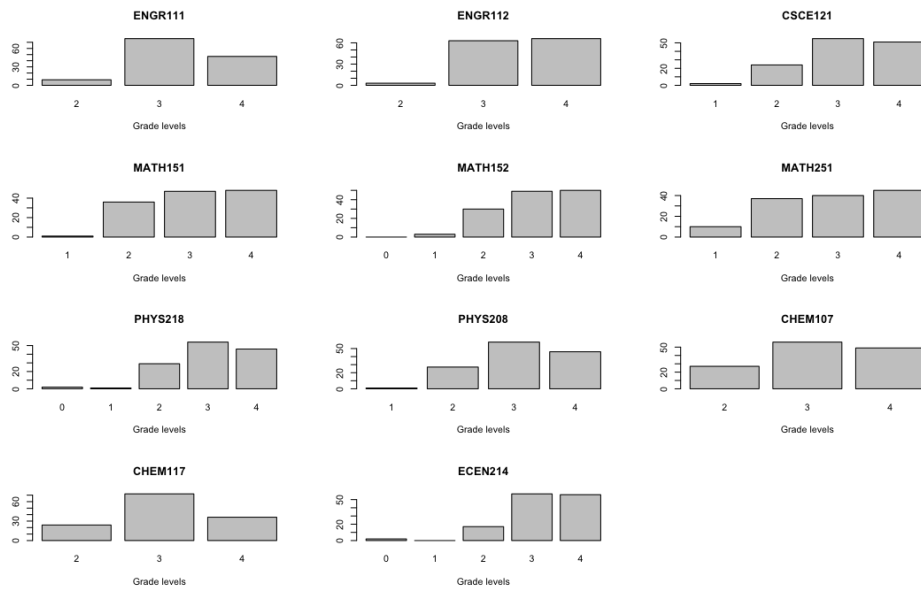 ENGR111
0 30 60
2 3 4
Grade levels
ENGR112
0 30 60
2 3 4
Grade levels
CSCE121
0 20 50
1 2 3 4
Grade levels
MATH151
0 20 40
1 2 3 4
Grade levels
MATH152
0 20 40
0 1 2 3 4
Grade levels
MATH251
0 20 40
1 2 3 4
Grade levels
PHYS218
0 20 50
0 1 2 3 4
Grade levels
PHYS208
0 20 50
1 2 3 4
Grade levels
CHEM107
0 20 50
2 3 4
Grade levels
CHEM117
0 30 60
2 3 4
Grade levels
ECEN214
0 20 50
0 1 2 3 4
Grade levels